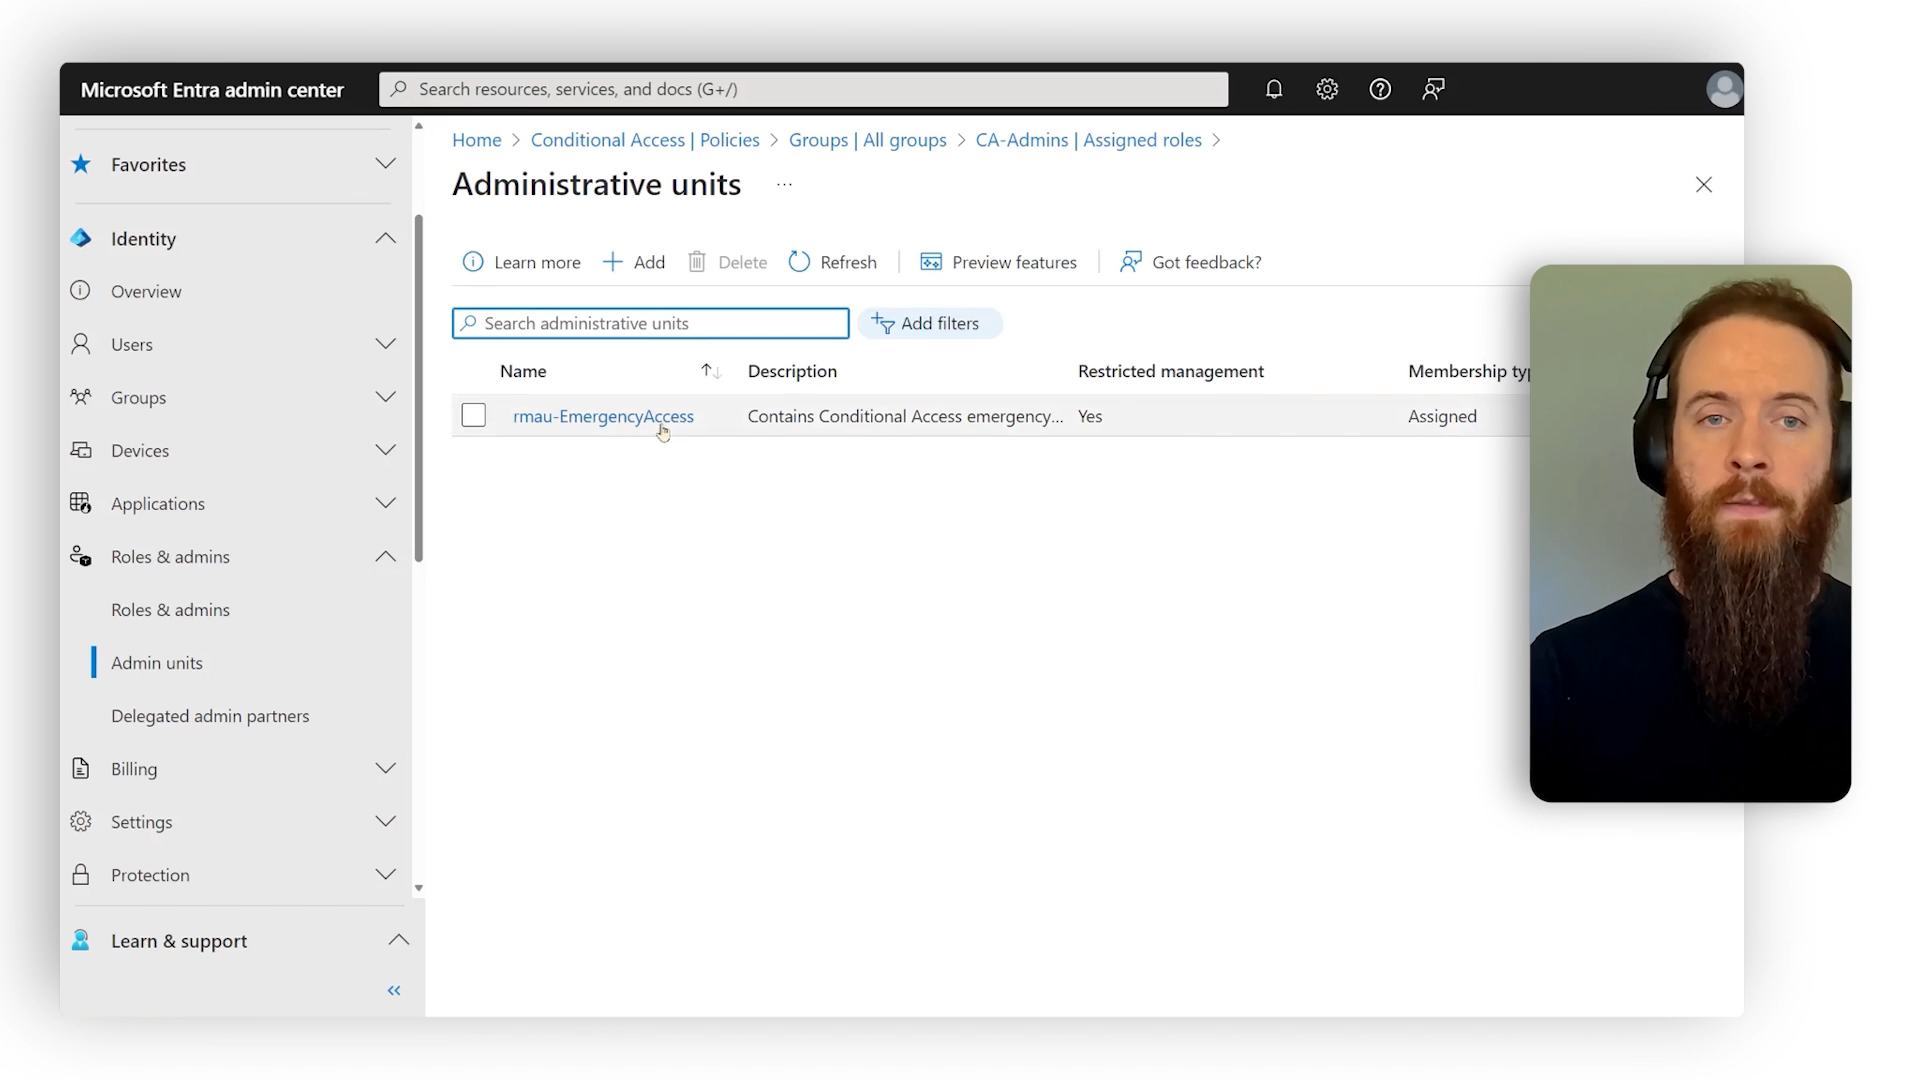 Microsoft Entra admin center
Search resources, services, and docs (G+/)
Favorites
Identity
Overview
Users
Groups
Devices
Applications
Roles & admins
Roles & admins
Admin units
Delegated admin partners
Billing
Settings
Protection
Learn & support
Home > Conditional Access | Policies > Groups | All groups > CA-Admins | Assigned roles >
Administrative units ...
Learn more + Add Delete Refresh Preview features Got feedback?
Search administrative units Add filters
Name Description Restricted management Membership typ
rmau-EmergencyAccess Contains Conditional Access emergency... Yes Assigned